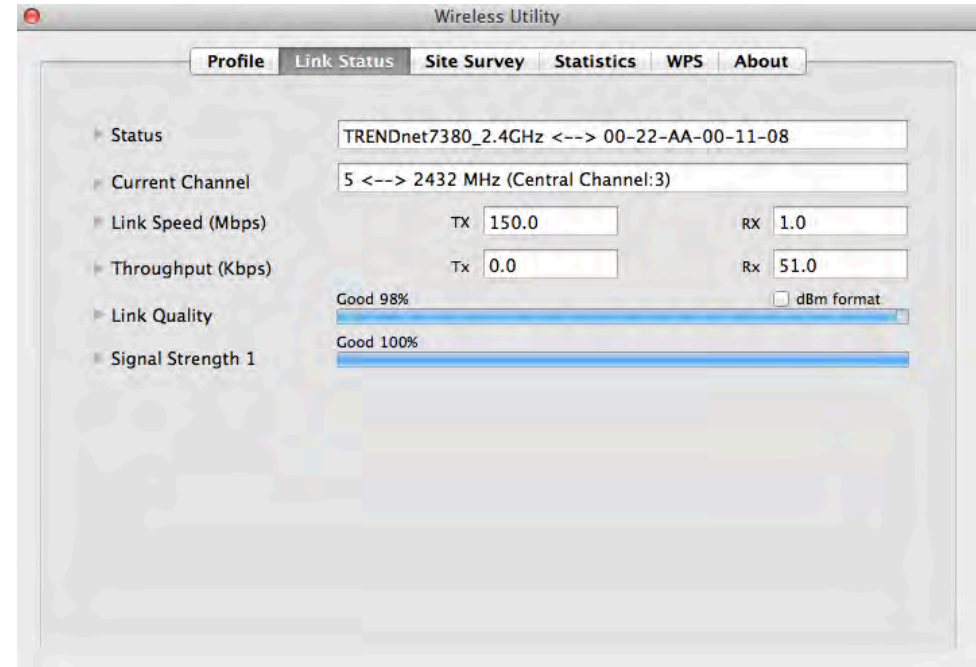 Wireless Utility
Profile Link Status Site Survey Statistics WPS About
Status TRENDnet7380_2.4GHz <--> 00-22-AA-00-11-08
Current Channel 5 <--> 2432 MHz (Central Channel:3)
Link Speed (Mbps) TX 150.0 RX 1.0
Throughput (Kbps) Tx 0.0 Rx 51.0
Good 98% dBm format
Link Quality
Good 100%
Signal Strength 1